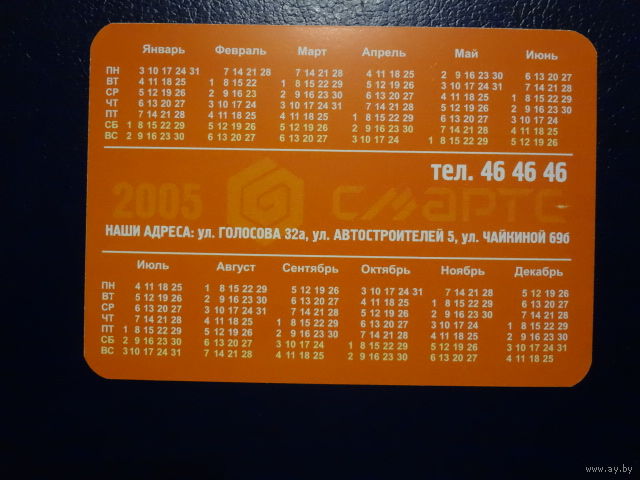 Январь Февраль Март Апрель Май Июнь
ПН 3 10 17 24 31 7 14 21 28 7 14 21 28 4 11 18 25 2 9 16 23 30 6 13 20 27
ВТ 4 11 18 25 1 8 15 22 1 8 15 22 29 5 12 19 26 3 10 17 24 31 7 14 21 28
СР 5 12 19 26 2 9 16 23 2 9 16 23 30 6 13 20 27 4 11 18 25 1 8 15 22 29
ЧТ 6 13 20 27 3 10 17 24 3 10 17 24 31 7 14 21 28 5 12 19 26 2 9 16 23 30
ПТ 7 14 21 28 4 11 18 25 4 11 18 25 1 8 15 22 29 6 13 20 27 3 10 17 24
СБ 1 8 15 22 29 5 12 19 26 5 12 19 26 2 9 16 23 30 7 14 21 28 4 11 18 25
ВС 2 9 16 23 30 6 13 20 27 6 13 20 27 3 10 17 24 1 8 15 22 29 5 12 19 26
тел. 46 46 46
2005 СМАРТС
НАШИ АДРЕСА: ул. ГОЛОСОВА 32а, ул. АВТОСТРОИТЕЛЕЙ 5, ул. ЧАЙКИНОЙ 69б
Июль Август Сентябрь Октябрь Ноябрь Декабрь
ПН 4 11 18 25 1 8 15 22 29 5 12 19 26 3 10 17 24 31 7 14 21 28 5 12 19 26
ВТ 5 12 19 26 2 9 16 23 30 6 13 20 27 4 11 18 25 1 8 15 22 29 6 13 20 27
СР 6 13 20 27 3 10 17 24 31 7 14 21 28 5 12 19 26 2 9 16 23 30 7 14 21 28
ЧТ 7 14 21 28 4 11 18 25 1 8 15 22 29 6 13 20 27 3 10 17 24 1 8 15 22 29
ПТ 1 8 15 22 29 5 12 19 26 2 9 16 23 30 7 14 21 28 4 11 18 25 2 9 16 23 30
СБ 2 9 16 23 30 6 13 20 27 3 10 17 24 1 8 15 22 29 5 12 19 26 3 10 17 24 31
ВС 3 10 17 24 31 7 14 21 28 4 11 18 25 2 9 16 23 30 6 13 20 27 4 11 18 25
www.ay.by